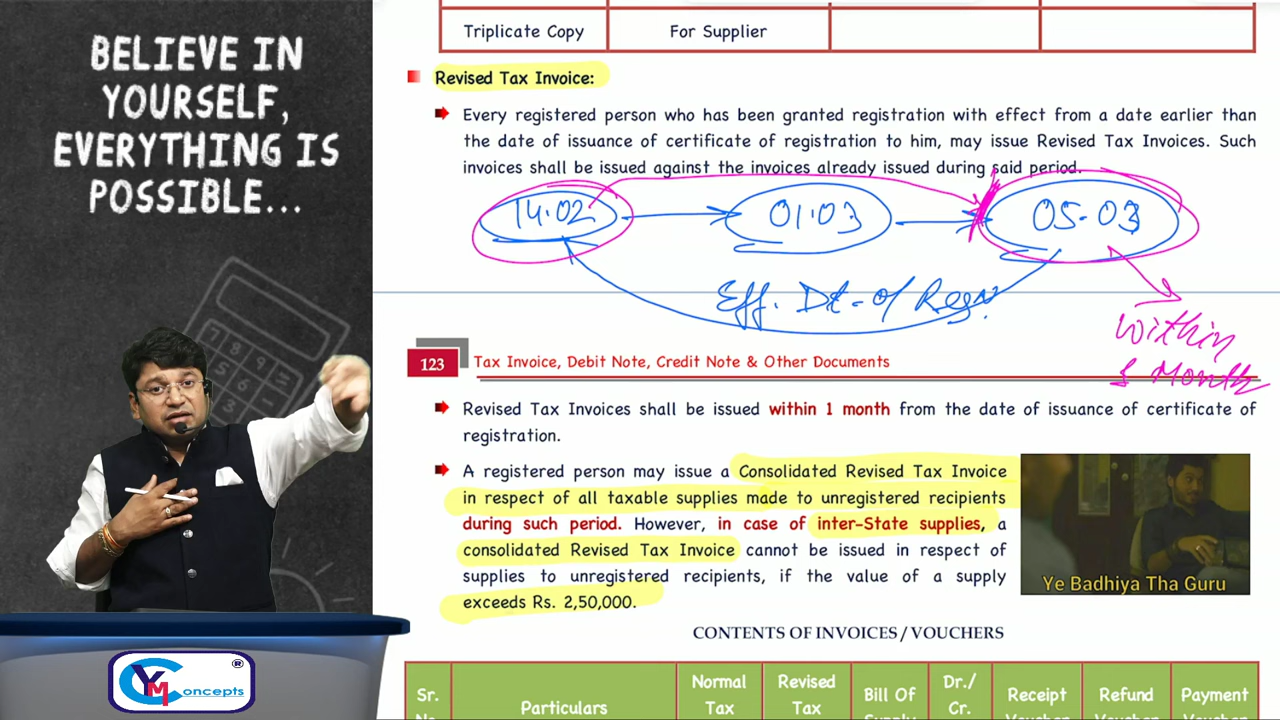 BELIEVE IN
YOURSELF,
EVERYTHING IS
POSSIBLE...
Triplicate Copy For Supplier
Revised Tax Invoice:
Every registered person who has been granted registration with effect from a date earlier than
the date of issuance of certificate of registration to him, may issue Revised Tax Invoices. Such
invoices shall be issued against the invoices already issued during said period.
14.02 01.03 05-03
Eff. Dt. of Regn.
within
1 Month
123 Tax Invoice, Debit Note, Credit Note & Other Documents
Revised Tax Invoices shall be issued within 1 month from the date of issuance of certificate of
registration.
A registered person may issue a Consolidated Revised Tax Invoice
in respect of all taxable supplies made to unregistered recipients
during such period. However, in case of inter-State supplies, a
consolidated Revised Tax Invoice cannot be issued in respect of
supplies to unregistered recipients, if the value of a supply
exceeds Rs. 2,50,000.
Ye Badhiya Tha Guru
CONTENTS OF INVOICES / VOUCHERS
Sr. Particulars Normal Tax Revised Tax Bill Of Dr./ Cr. Receipt Refund Payment
YM Concepts ®
789